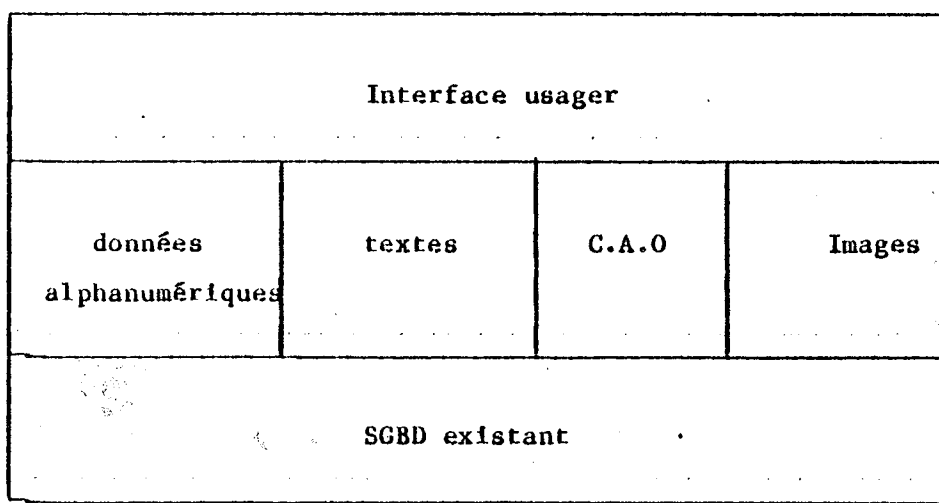 Interface usager
données
alphanumériques
textes
C.A.O
Images
SGBD existant